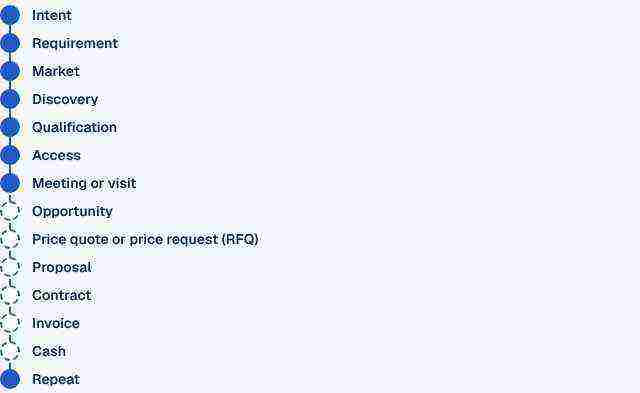 Intent
Requirement
Market
Discovery
Qualification
Access
Meeting or visit
Opportunity
Price quote or price request (RFQ)
Proposal
Contract
Invoice
Cash
Repeat